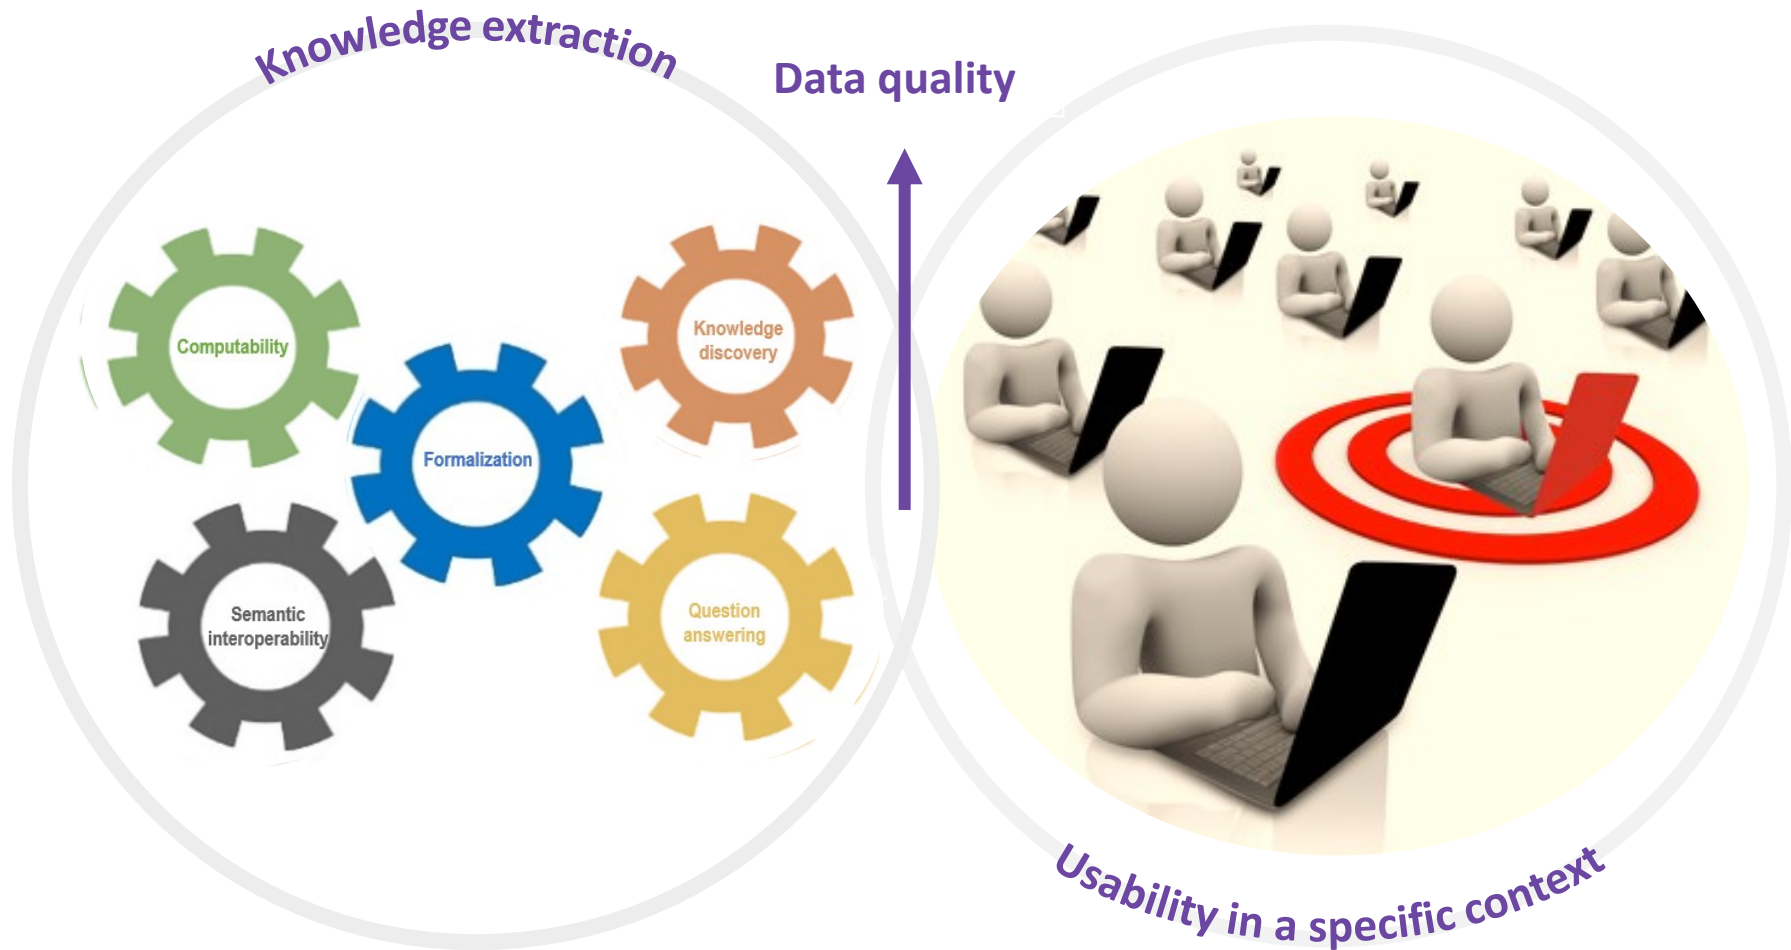 Knowledge extraction
Data quality
Computability
Knowledge
discovery
Formalization
Semantic
interoperability
Question
answering
Usability in a specific context